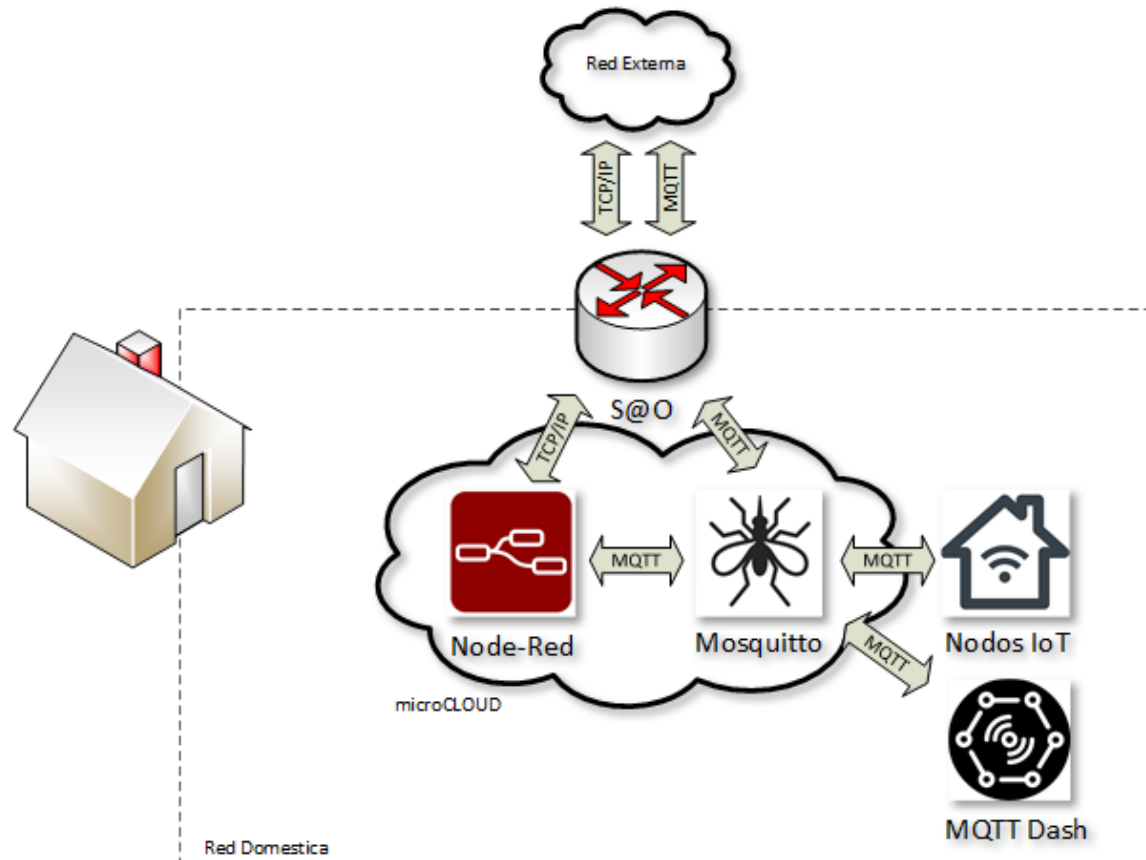 Red Externa
TCP/IP
MQTT
S@O
TCP/IP
MQTT
MQTT
MQTT
Node-Red
Mosquitto
MQTT
Nodos IoT
microCLOUD
MQTT Dash
Red Domestica